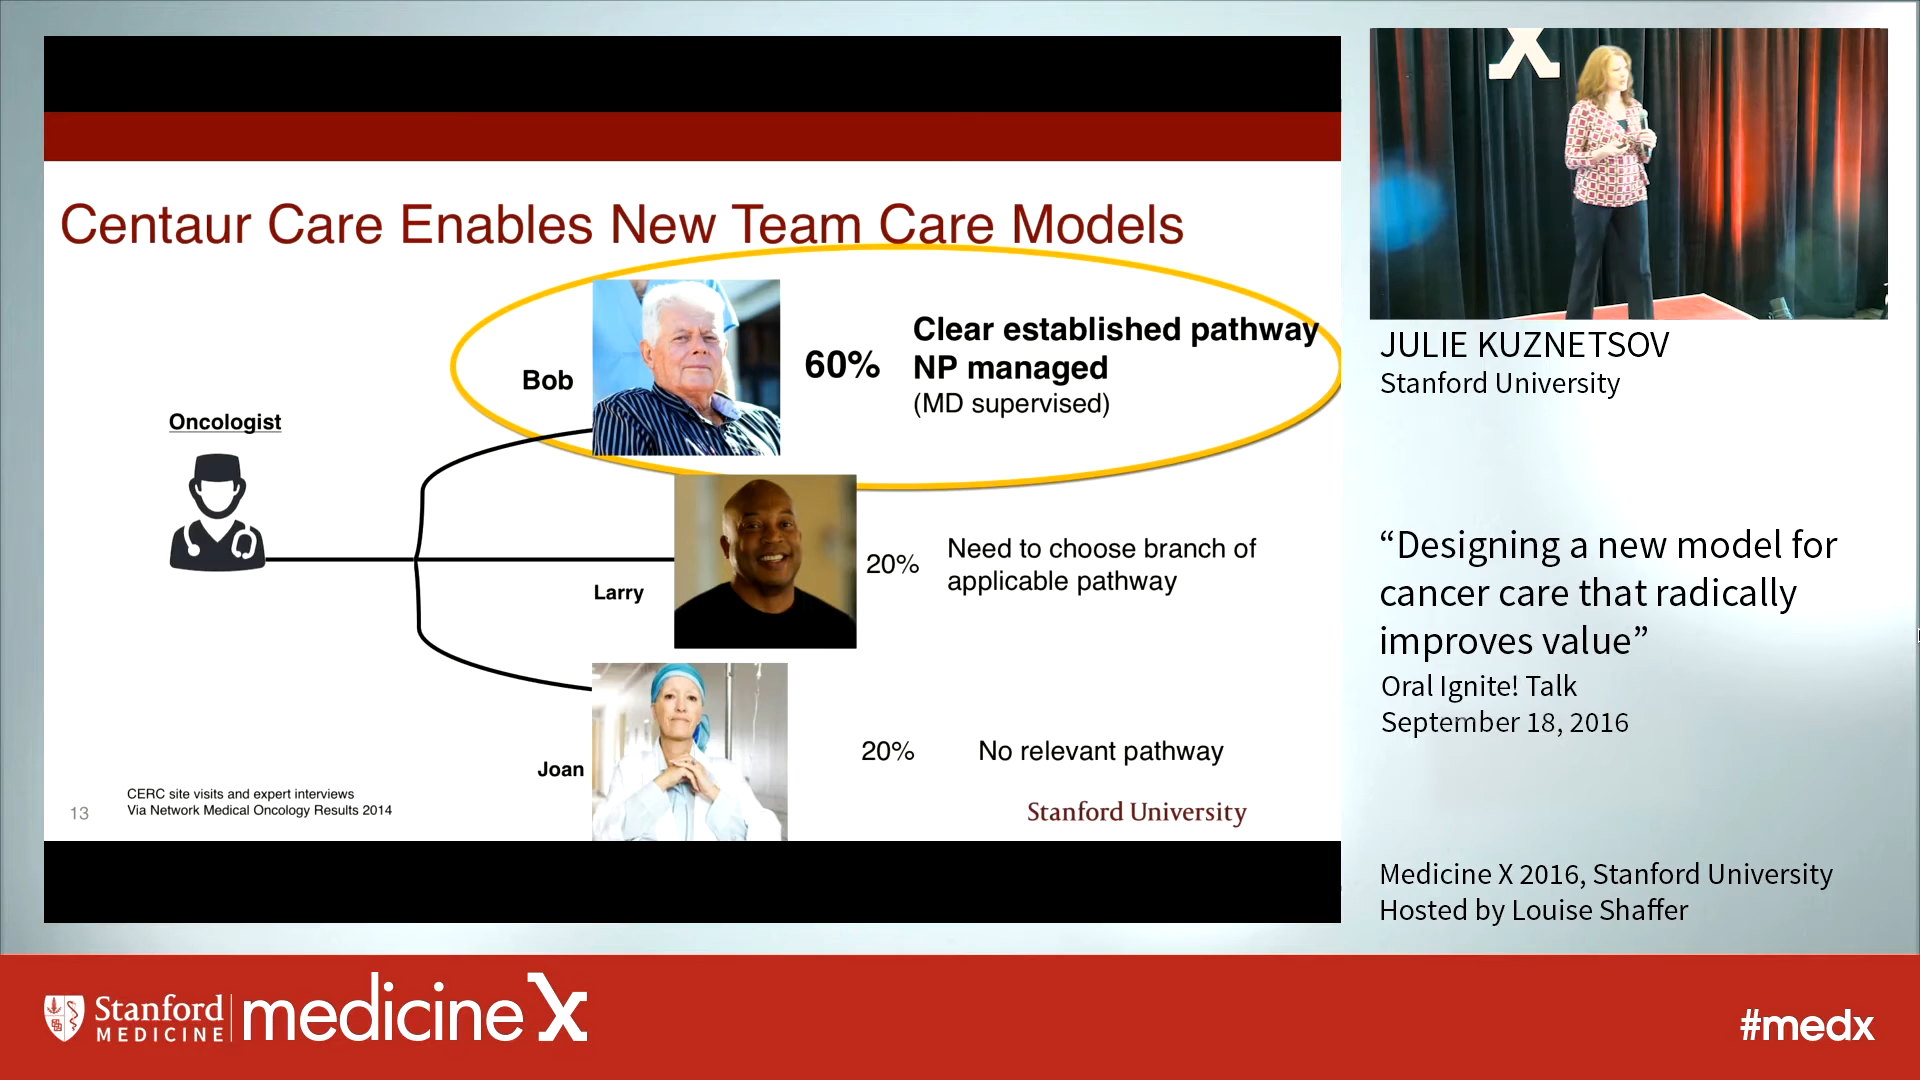 Centaur Care Enables New Team Care Models
Bob
60%
Clear established pathway
NP managed
(MD supervised)
Oncologist
Larry
20%
Need to choose branch of
applicable pathway
Joan
20%
No relevant pathway
CERC site visits and expert interviews
Via Network Medical Oncology Results 2014
13
Stanford University
X
JULIE KUZNETSOV
Stanford University
“Designing a new model for
cancer care that radically
improves value”
Oral Ignite! Talk
September 18, 2016
Medicine X 2016, Stanford University
Hosted by Louise Shaffer
Stanford
MEDICINE
medicine X
#medx